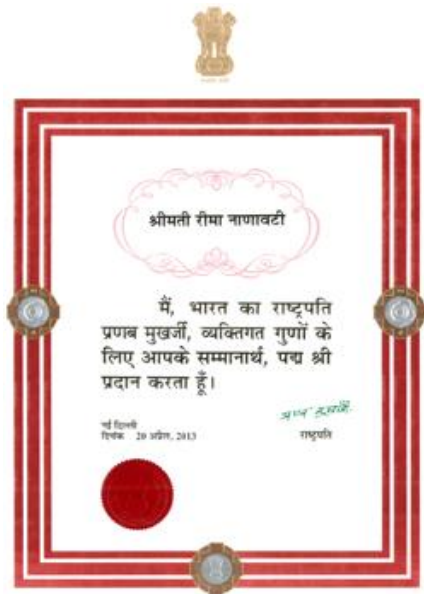 श्रीमती रीमा नाणावटी
मैं, भारत का राष्ट्रपति
प्रणब मुखर्जी, व्यक्तिगत गुणों के
लिए आपके सम्मानार्थ, पद्म श्री
प्रदान करता हूँ।
नई दिल्ली
दिनांक 20 अप्रैल, 2013
राष्ट्रपति